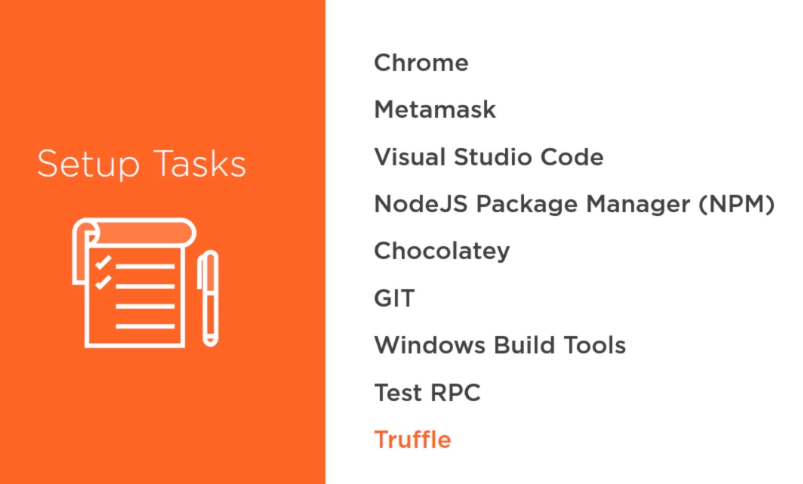 Setup Tasks
Chrome
Metamask
Visual Studio Code
NodeJS Package Manager (NPM)
Chocolatey
GIT
Windows Build Tools
Test RPC
Truffle